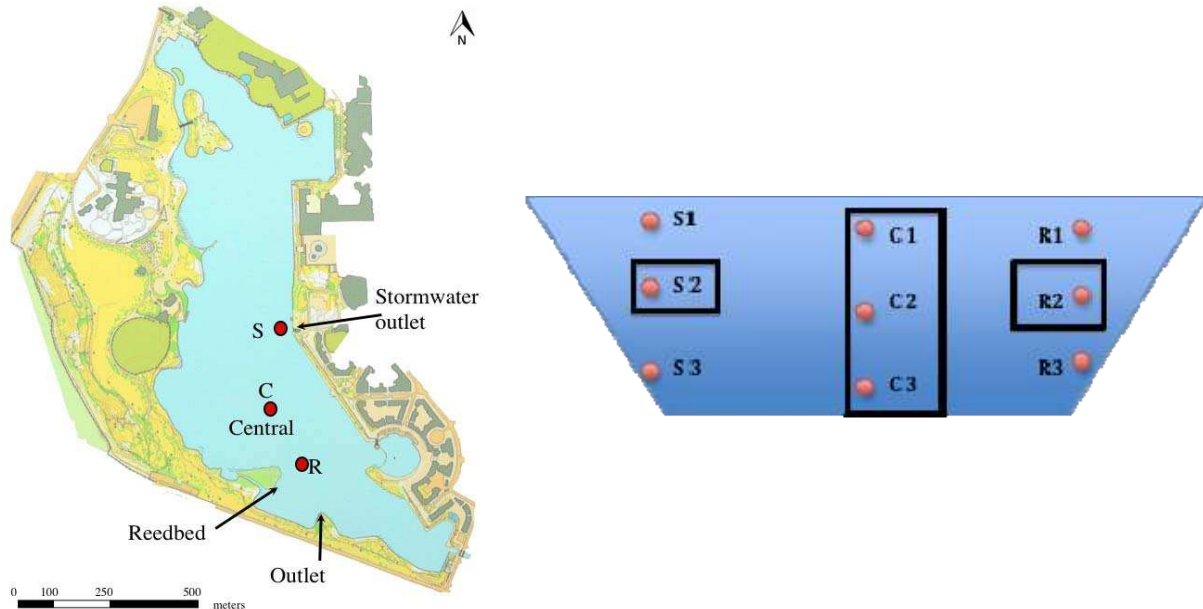 N
Stormwater
outlet
S
C
Central
R
Reedbed
Outlet
0 100 250 500 meters
S1
C1
R1
S2
C2
R2
S3
C3
R3